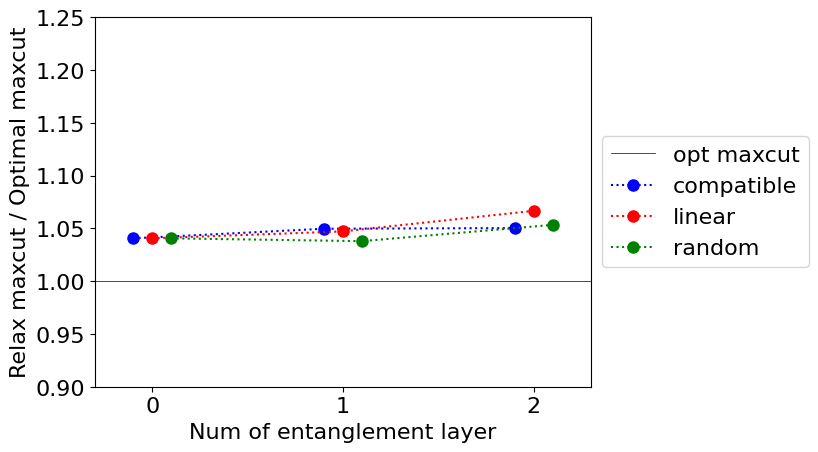 Relax maxcut / Optimal maxcut
1.25
1.20
1.15
1.10
1.05
1.00
0.95
0.90
0
1
2
Num of entanglement layer
opt maxcut
compatible
linear
random